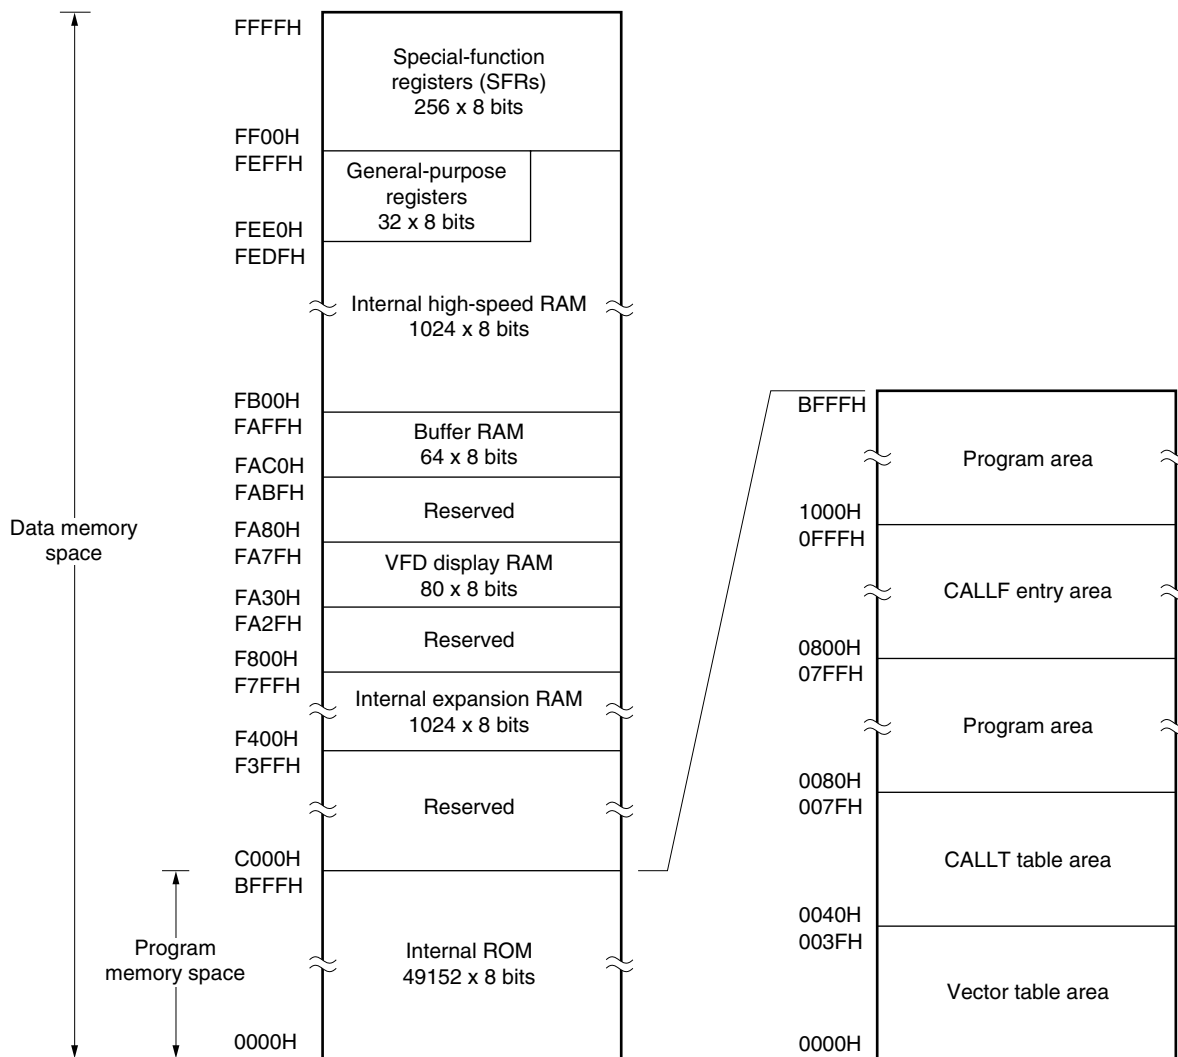 FFFFH
Special-function
registers (SFRs)
256 x 8 bits
FF00H
FEFFH
General-purpose
registers
32 x 8 bits
FEE0H
FEDFH
Internal high-speed RAM
1024 x 8 bits
FB00H
FAFFH
Buffer RAM
64 x 8 bits
FAC0H
FABFH
Reserved
FA80H
FA7FH
VFD display RAM
80 x 8 bits
FA30H
FA2FH
Reserved
F800H
F7FFH
Internal expansion RAM
1024 x 8 bits
F400H
F3FFH
Reserved
C000H
BFFFH
Internal ROM
49152 x 8 bits
0000H
Data memory
space
Program
memory space
BFFFH
Program area
1000H
0FFFH
CALLF entry area
0800H
07FFH
Program area
0080H
007FH
CALLT table area
0040H
003FH
Vector table area
0000H